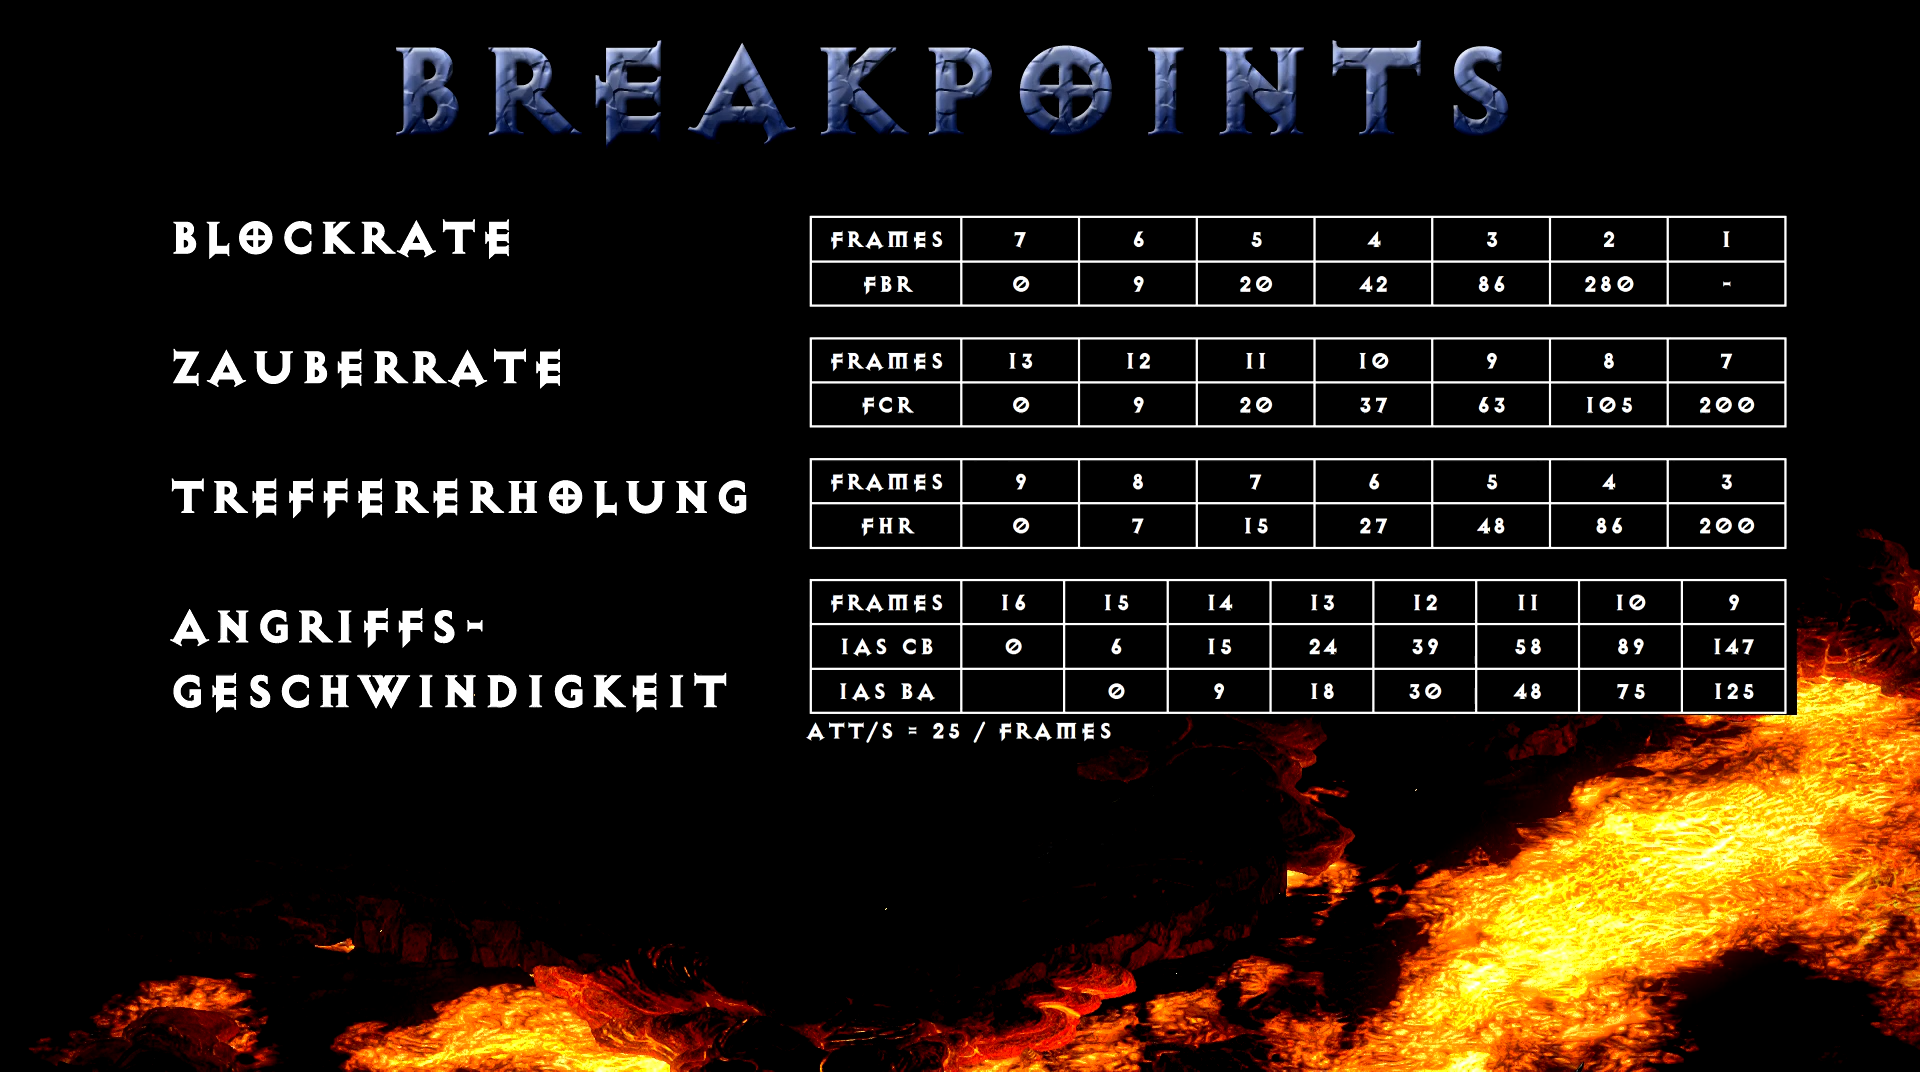 BREAKPOINTS
BLOCKRATE
FRAMES 7 6 5 4 3 2 1
FBR 0 9 20 42 86 280 -
ZAUBERRATE
FRAMES 13 12 11 10 9 8 7
FCR 0 9 20 37 63 105 200
TREFFERERHOLUNG
FRAMES 9 8 7 6 5 4 3
FHR 0 7 15 27 48 86 200
ANGRIFFS-
GESCHWINDIGKEIT
FRAMES 16 15 14 13 12 11 10 9
IAS CB 0 6 15 24 39 58 89 147
IAS BA 0 9 18 30 48 75 125
ATT/S = 25 / FRAMES